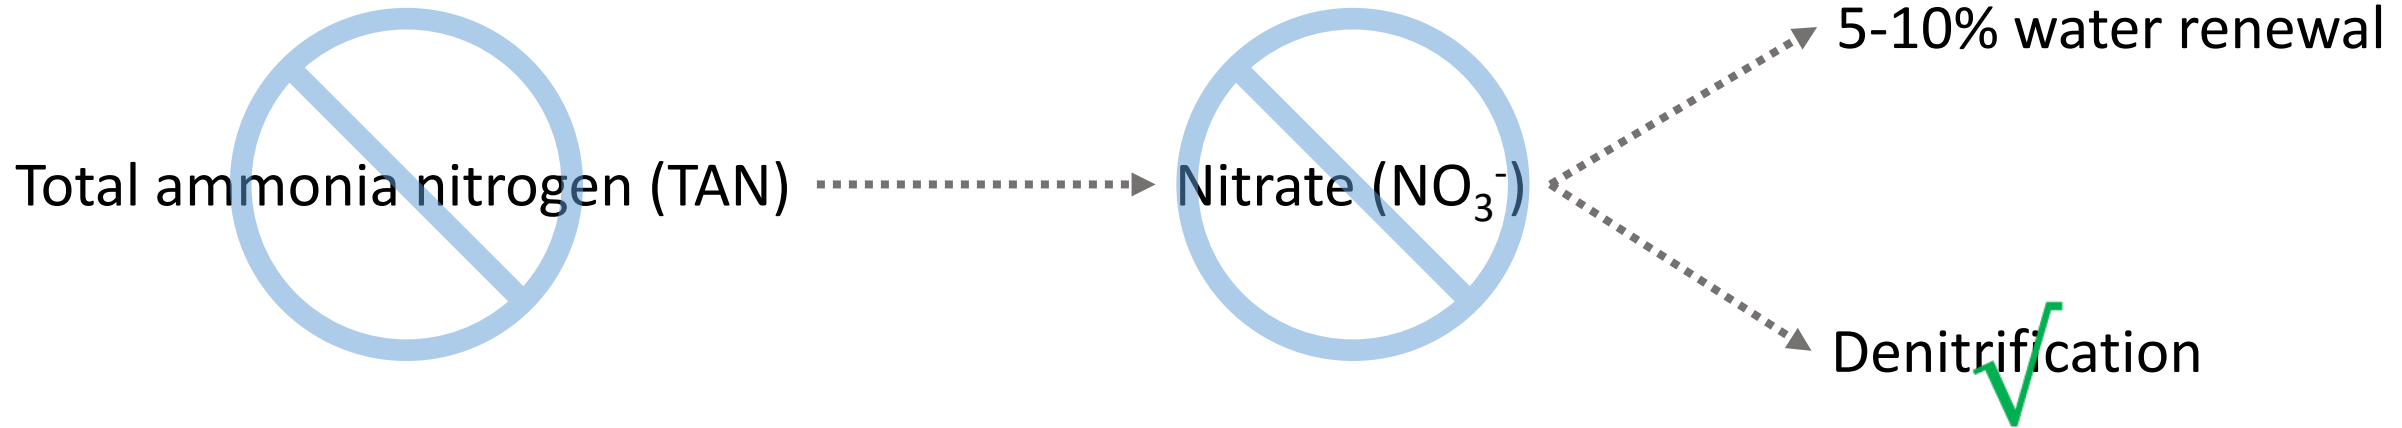 5-10% water renewal
Total ammonia nitrogen (TAN)
Nitrate (NO₃⁻)
Denitrification